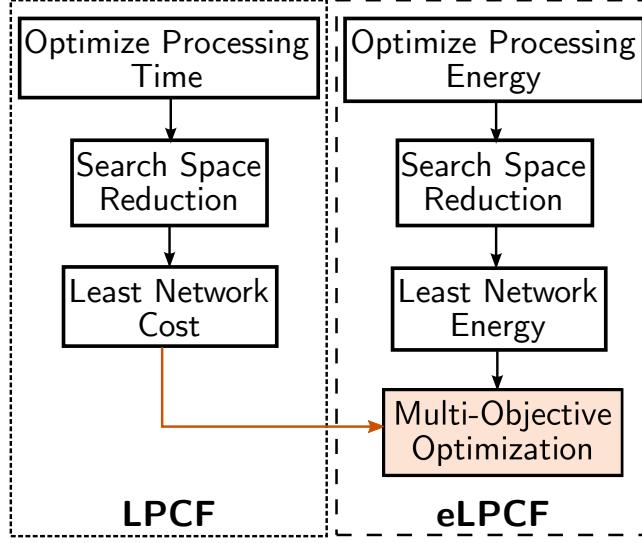 Optimize Processing
Time
Search Space
Reduction
Least Network
Cost
LPCF
Optimize Processing
Energy
Search Space
Reduction
Least Network
Energy
Multi-Objective
Optimization
eLPCF